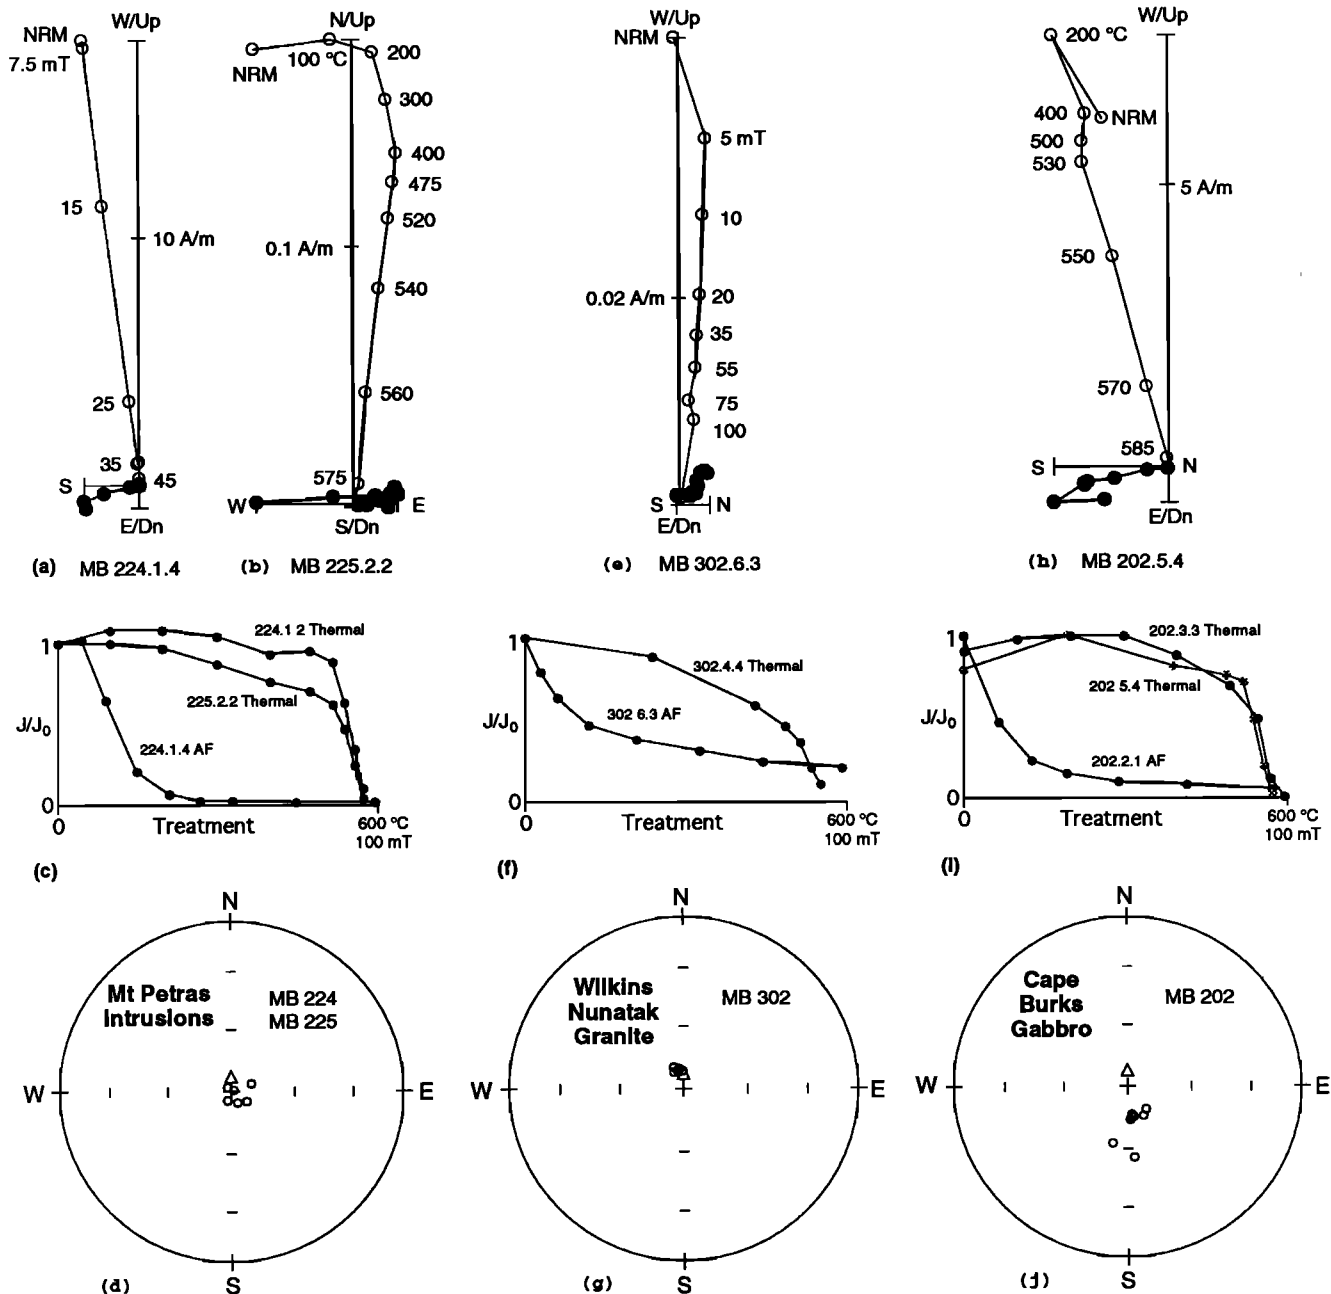 W/Up
NRM
7.5 mT
15
10 A/m
25
35
45
S
E/Dn
(a) MB 224.1.4
N/Up
100 °C
NRM
200
300
400
475
520
0.1 A/m
540
560
575
W
E
S/Dn
(b) MB 225.2.2
W/Up
NRM
5 mT
10
0.02 A/m
20
35
55
75
100
S
N
E/Dn
(e) MB 302.6.3
W/Up
200 °C
400
NRM
500
530
5 A/m
550
570
585
S
N
E/Dn
(h) MB 202.5.4
1
J/J0
0
224.1 2 Thermal
225.2.2 Thermal
224.1.4 AF
0
Treatment
600 °C
100 mT
(c)
1
J/J0
0
302.4.4 Thermal
302 6.3 AF
0
Treatment
600 °C
100 mT
(f)
1
J/J0
0
202.3.3 Thermal
202 5.4 Thermal
202.2.1 AF
0
Treatment
600 °C
100 mT
(i)
N
Mt Petras
Intrusions
MB 224
MB 225
W
E
S
(d)
N
Wilkins
Nunatak
Granite
MB 302
W
E
S
(g)
N
Cape
Burks
Gabbro
MB 202
W
E
S
(j)